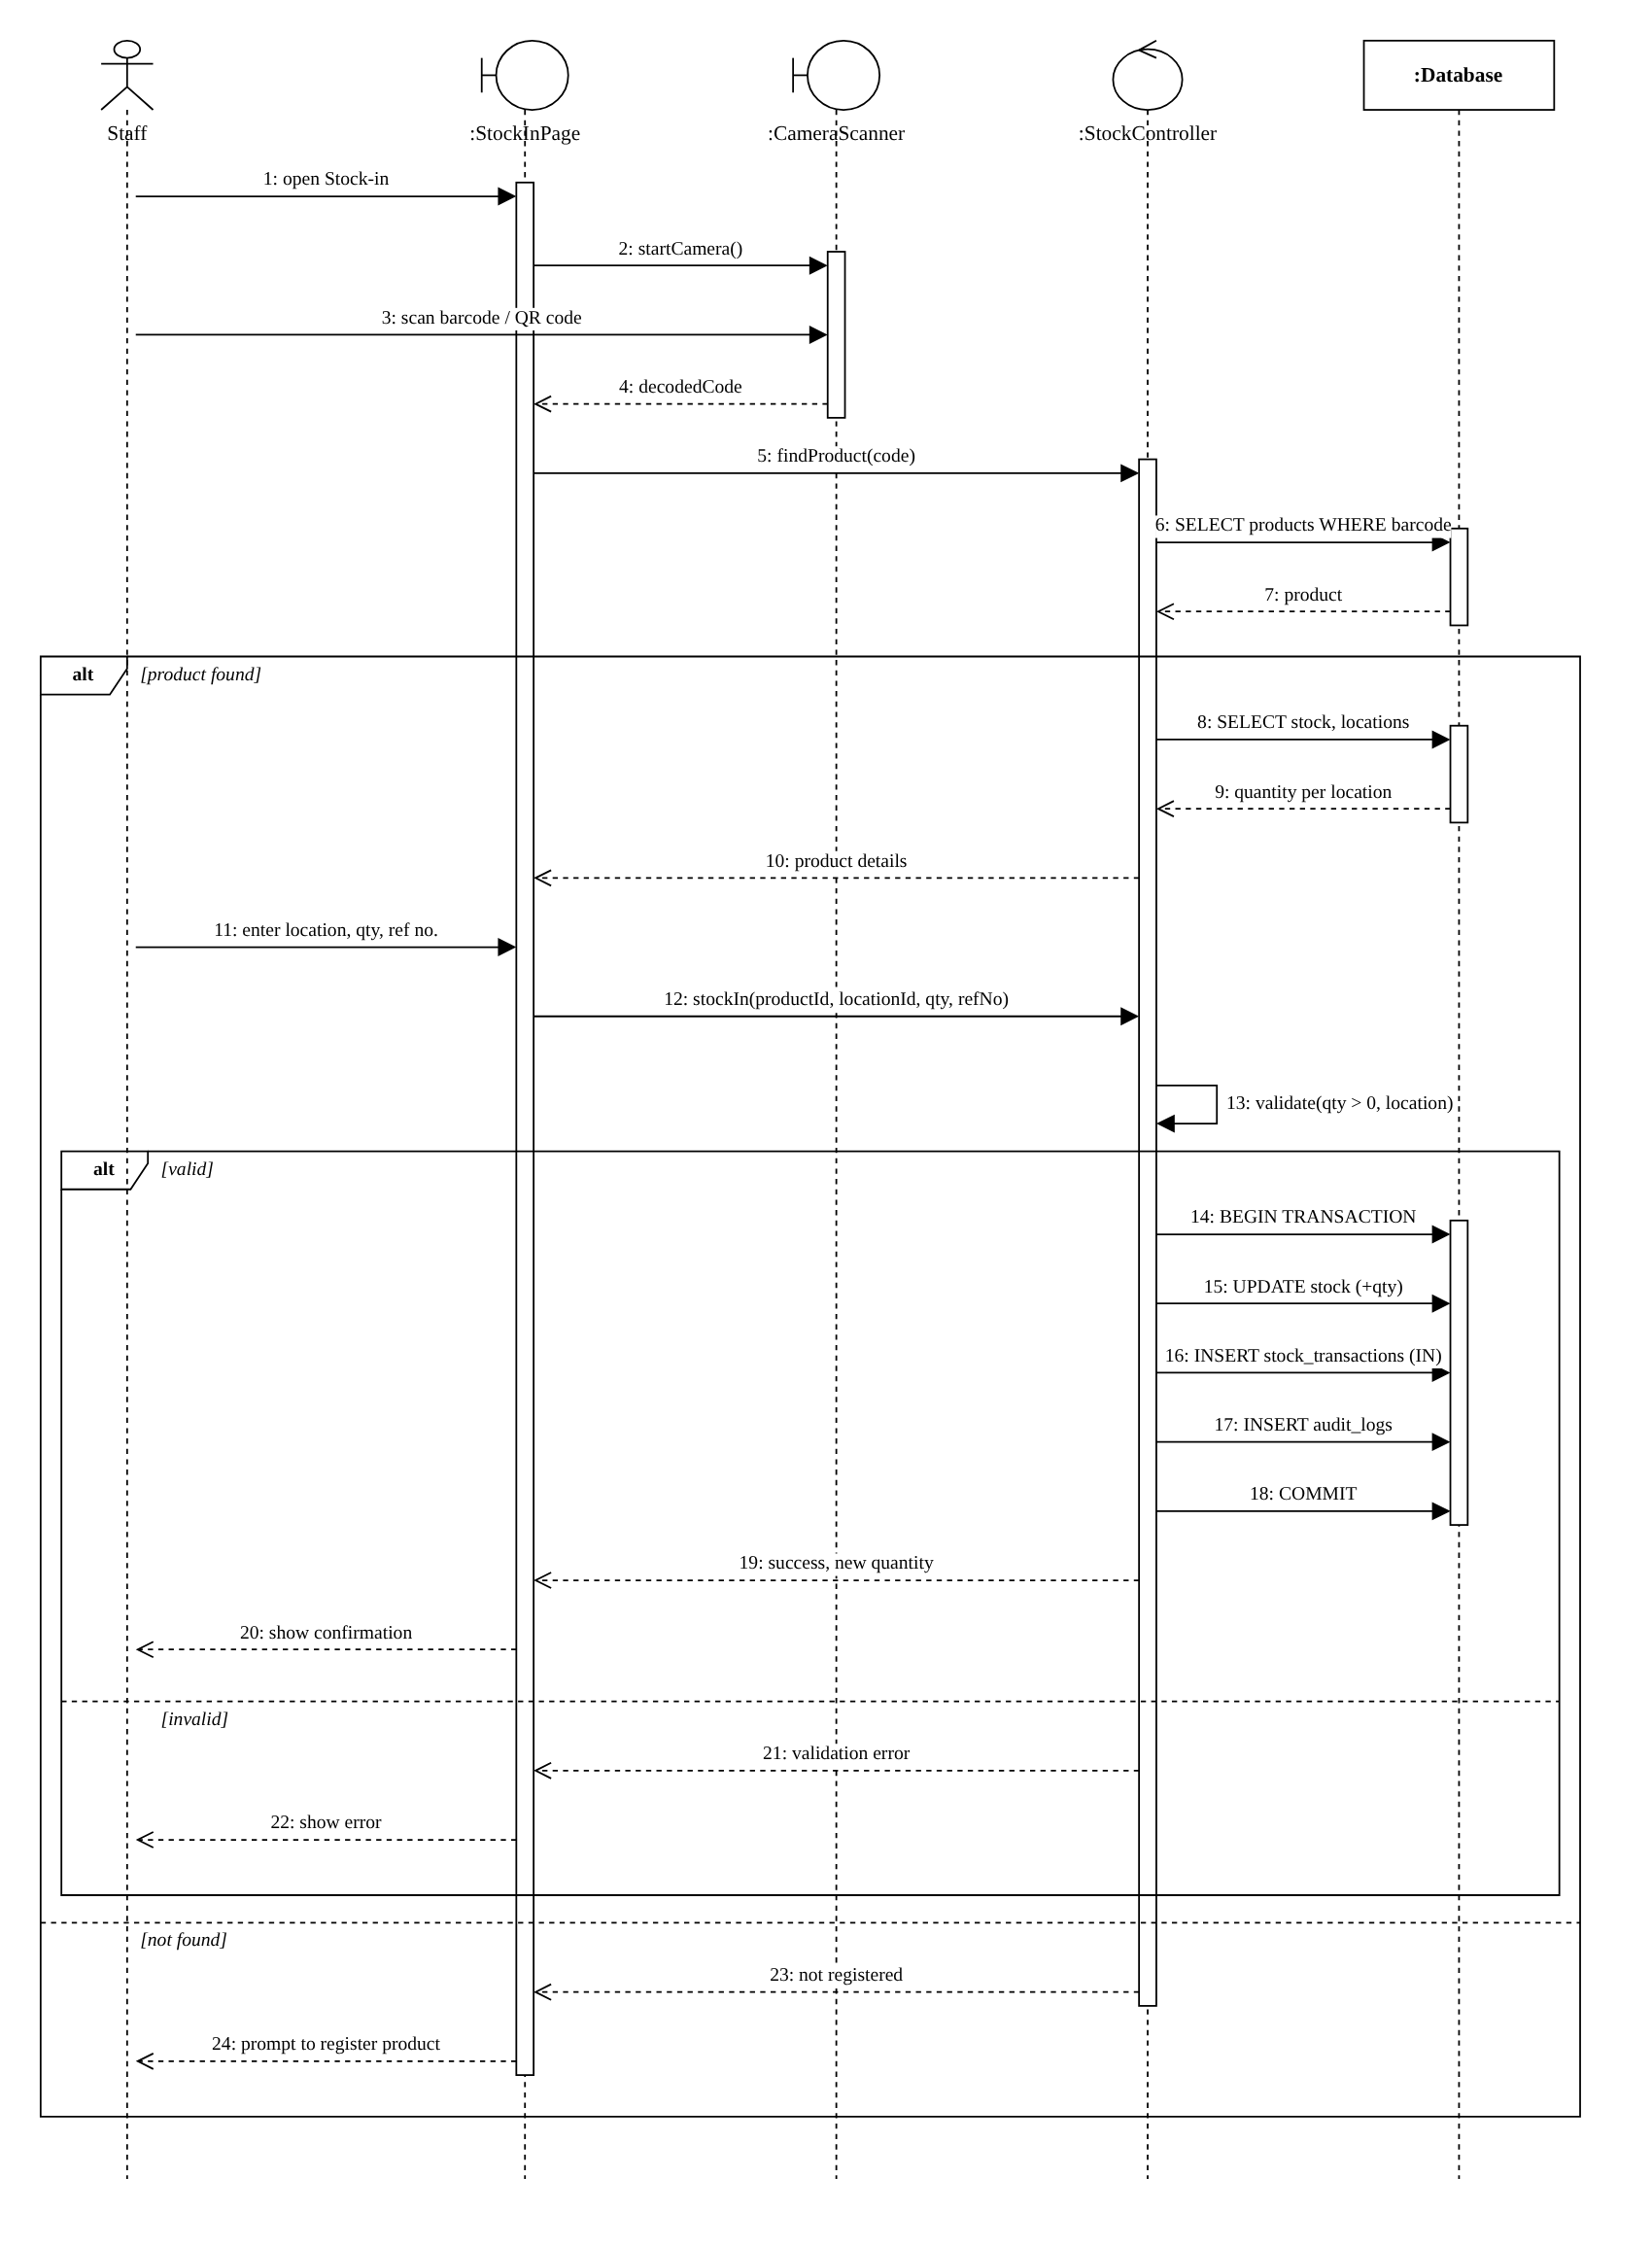 Staff
:StockInPage
:CameraScanner
:StockController
:Database
1: open Stock-in
2: startCamera()
3: scan barcode / QR code
4: decodedCode
5: findProduct(code)
6: SELECT products WHERE barcode
7: product
alt
[product found]
8: SELECT stock, locations
9: quantity per location
10: product details
11: enter location, qty, ref no.
12: stockIn(productId, locationId, qty, refNo)
13: validate(qty > 0, location)
alt
[valid]
14: BEGIN TRANSACTION
15: UPDATE stock (+qty)
16: INSERT stock_transactions (IN)
17: INSERT audit_logs
18: COMMIT
19: success, new quantity
20: show confirmation
[invalid]
21: validation error
22: show error
[not found]
23: not registered
24: prompt to register product